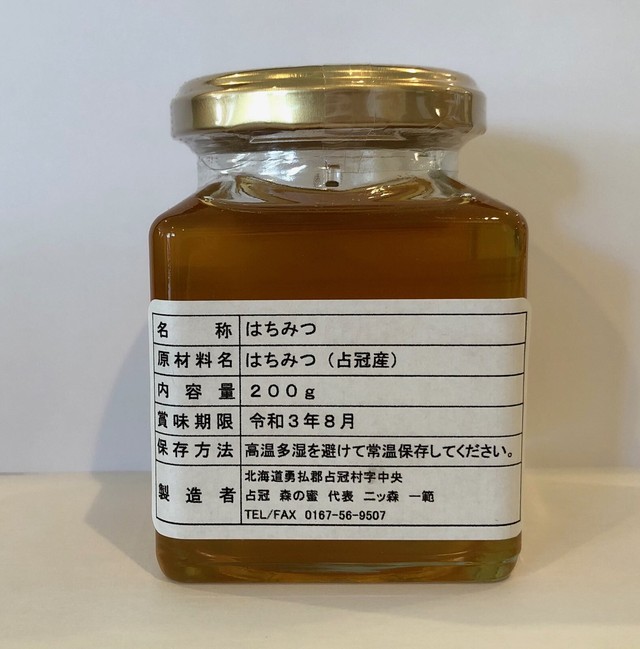 名称 はちみつ
原材料名 はちみつ（占冠産）
内容量 ２００ｇ
賞味期限 令和３年８月
保存方法 高温多湿を避けて常温保存してください。
製造者 北海道勇払郡占冠村字中央
占冠 森の蜜 代表 二ッ森 一範
TEL/FAX 0167-56-9507